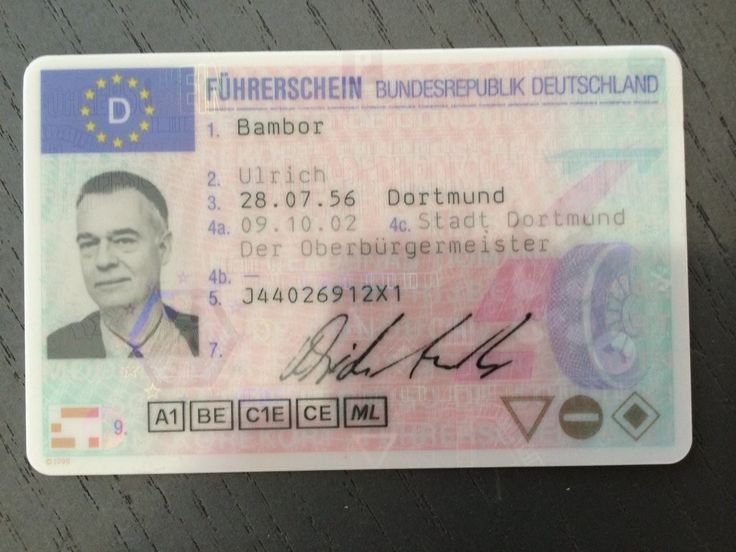 D
FÜHRERSCHEIN BUNDESREPUBLIK DEUTSCHLAND
1. Bambor
2. Ulrich
3. 28.07.56 Dortmund
4a. 09.10.02 4c. Stadt Dortmund
Der Oberbürgermeister
4b. –
5. J44026912X1
7.
9. A1 BE C1E CE ML